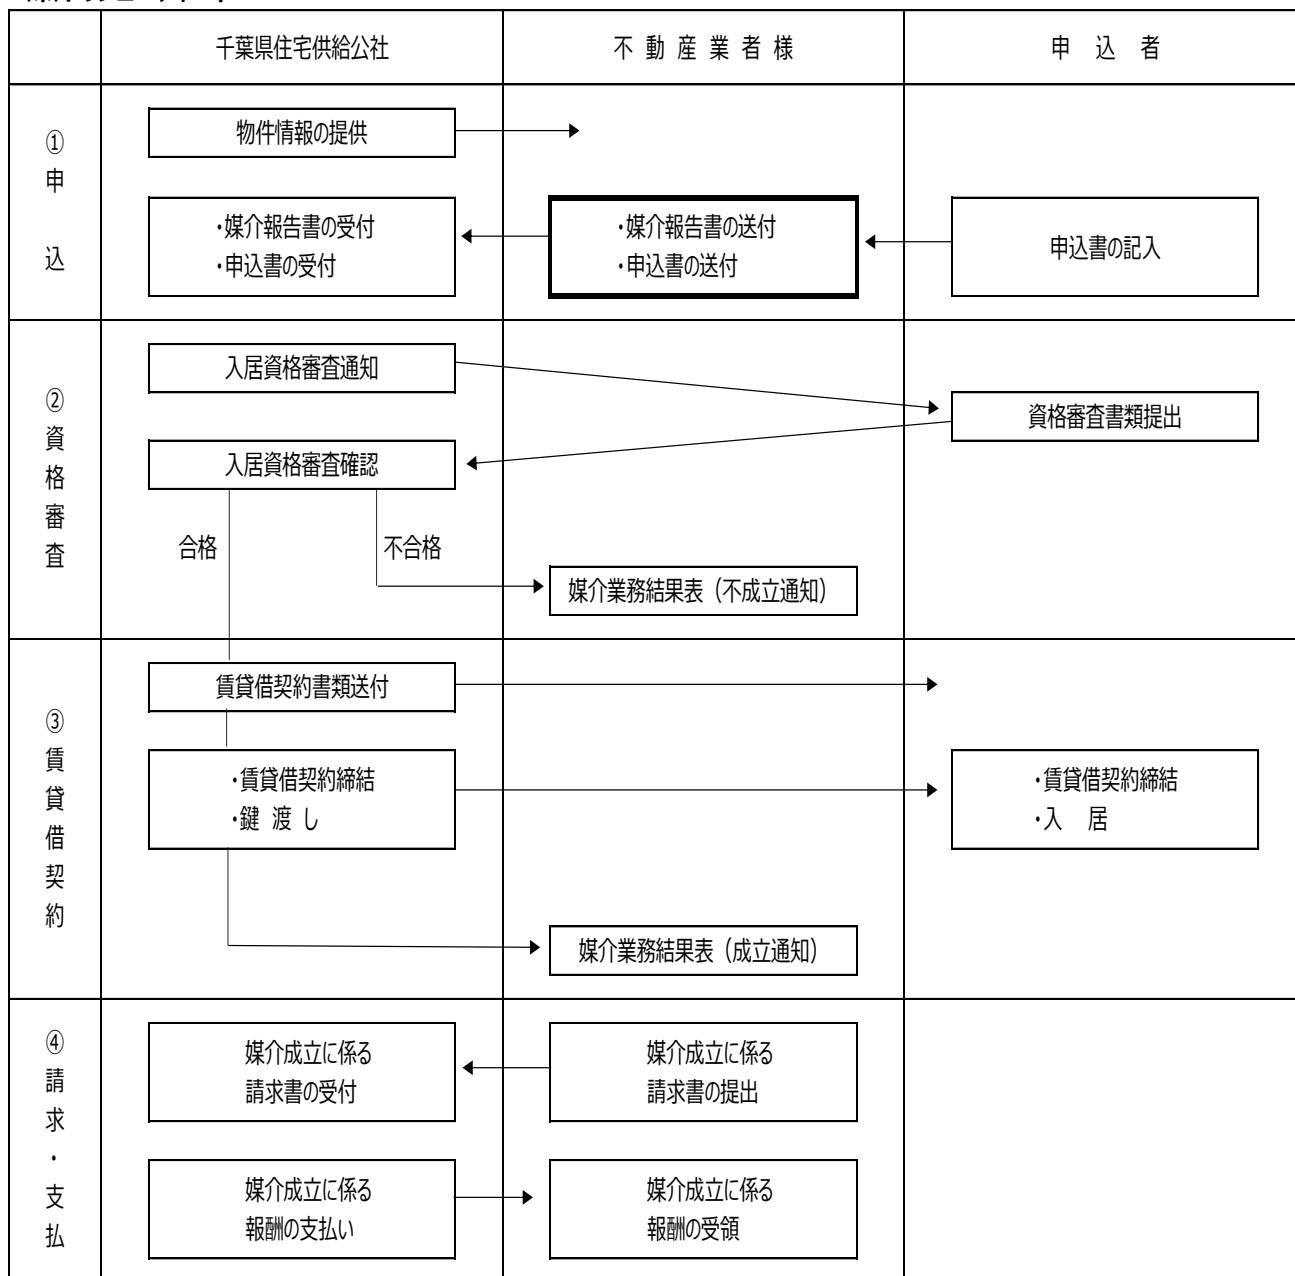 千葉県住宅供給公社
不動産業者様
申込者
①申込
物件情報の提供
・媒介報告書の受付
・申込書の受付
・媒介報告書の送付
・申込書の送付
申込書の記入
②資格審査
入居資格審査通知
資格審査書類提出
入居資格審査確認
合格
不合格
媒介業務結果表（不成立通知）
③賃貸借契約
賃貸借契約書類送付
・賃貸借契約締結
・鍵渡し
・賃貸借契約締結
・入居
媒介業務結果表（成立通知）
④請求・支払
媒介成立に係る
請求書の受付
媒介成立に係る
請求書の提出
媒介成立に係る
報酬の支払い
媒介成立に係る
報酬の受領